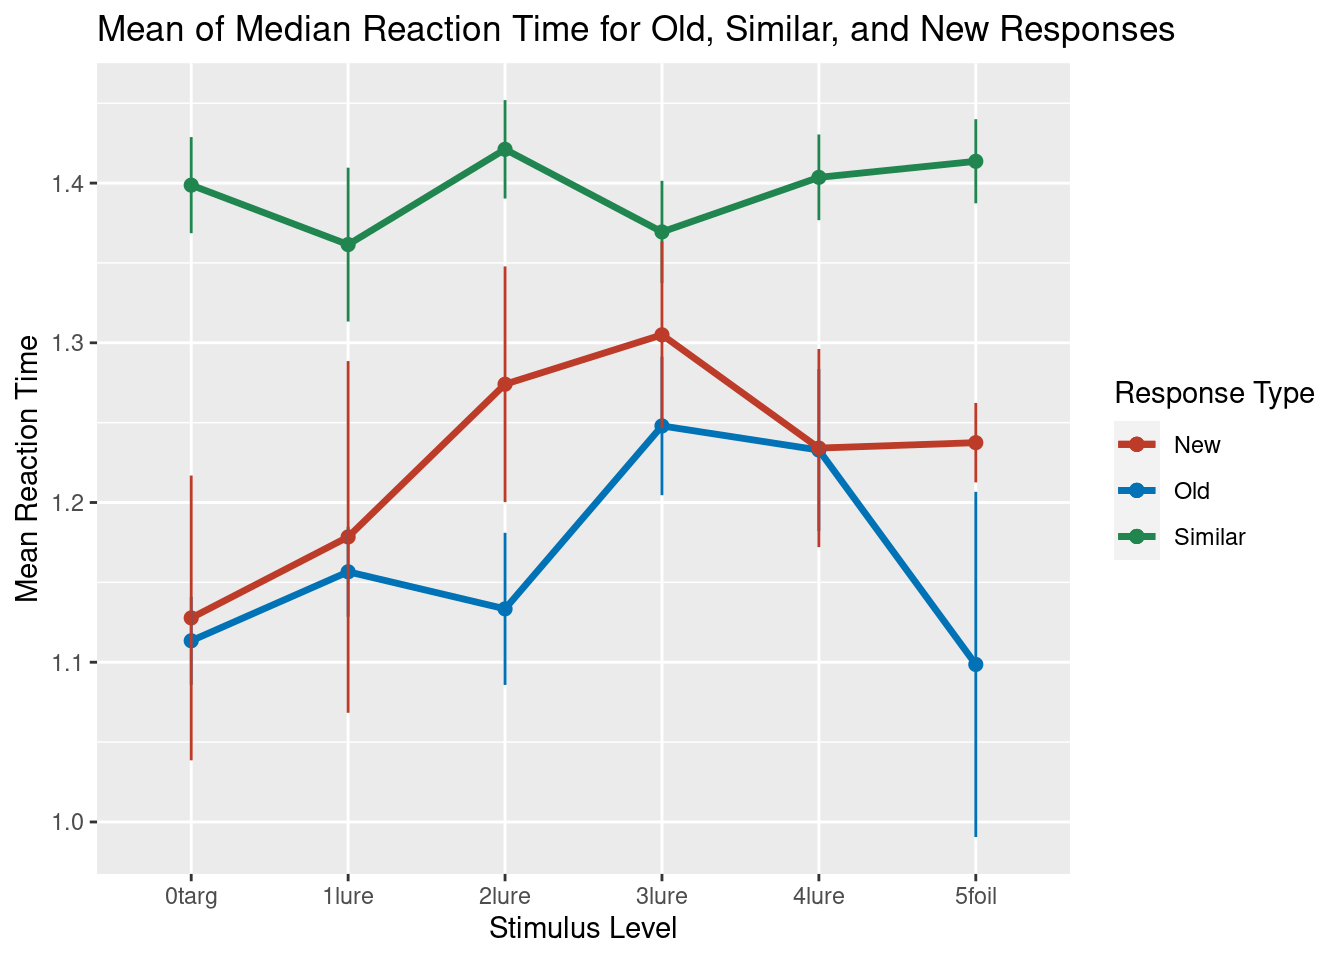 Mean of Median Reaction Time for Old, Similar, and New Responses
Mean Reaction Time
1.4
1.3
1.2
1.1
1.0
0targ 1lure 2lure 3lure 4lure 5foil
Stimulus Level
Response Type
New
Old
Similar